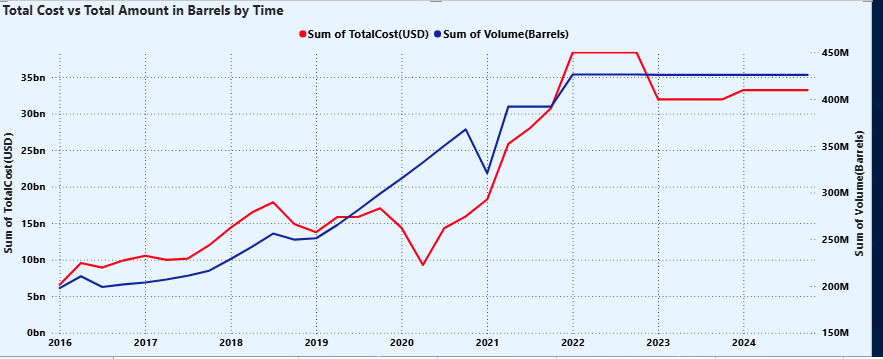 Total Cost vs Total Amount in Barrels by Time
Sum of TotalCost(USD) Sum of Volume(Barrels)
Sum of TotalCost(USD)
35bn
30bn
25bn
20bn
15bn
10bn
5bn
0bn
450M
400M
350M
300M
250M
200M
150M
Sum of Volume(Barrels)
2016 2017 2018 2019 2020 2021 2022 2023 2024